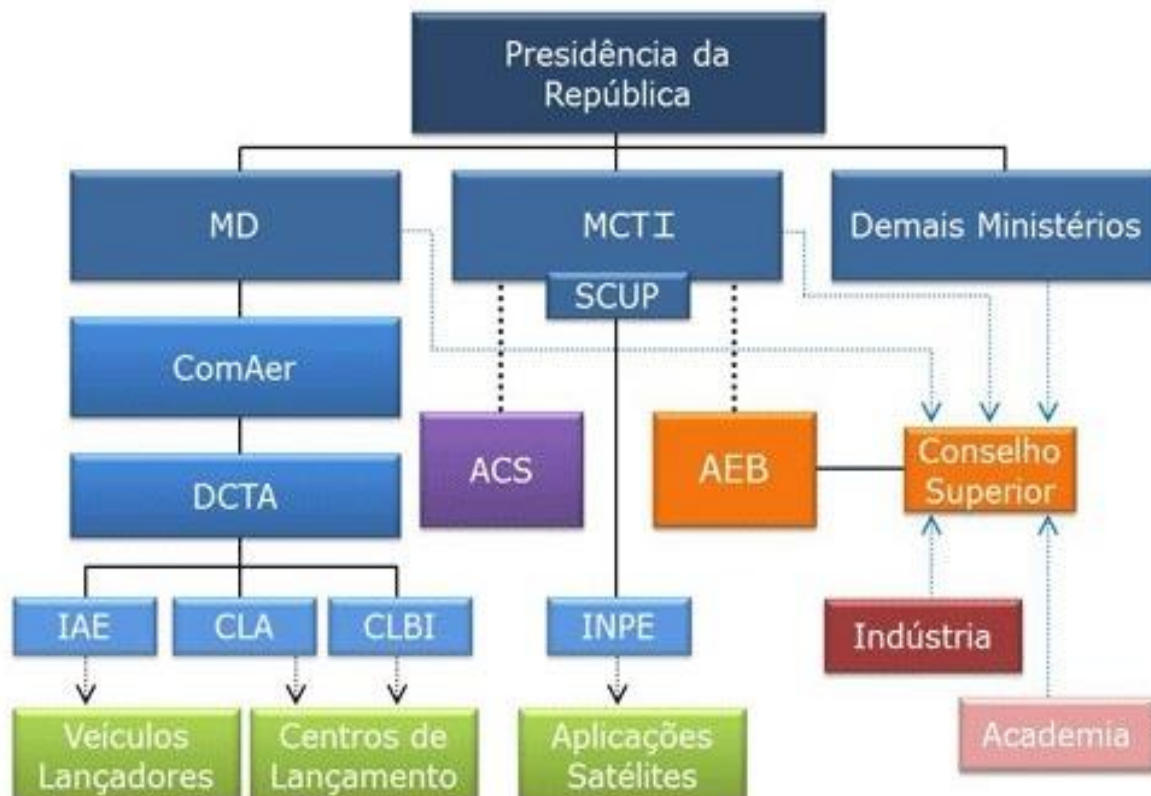 Presidência da
República
MD
MCTI
Demais Ministérios
SCUP
ComAer
ACS
AEB
Conselho
Superior
DCTA
IAE
CLA
CLBI
INPE
Indústria
Veículos
Lançadores
Centros de
Lançamento
Aplicações
Satélites
Academia